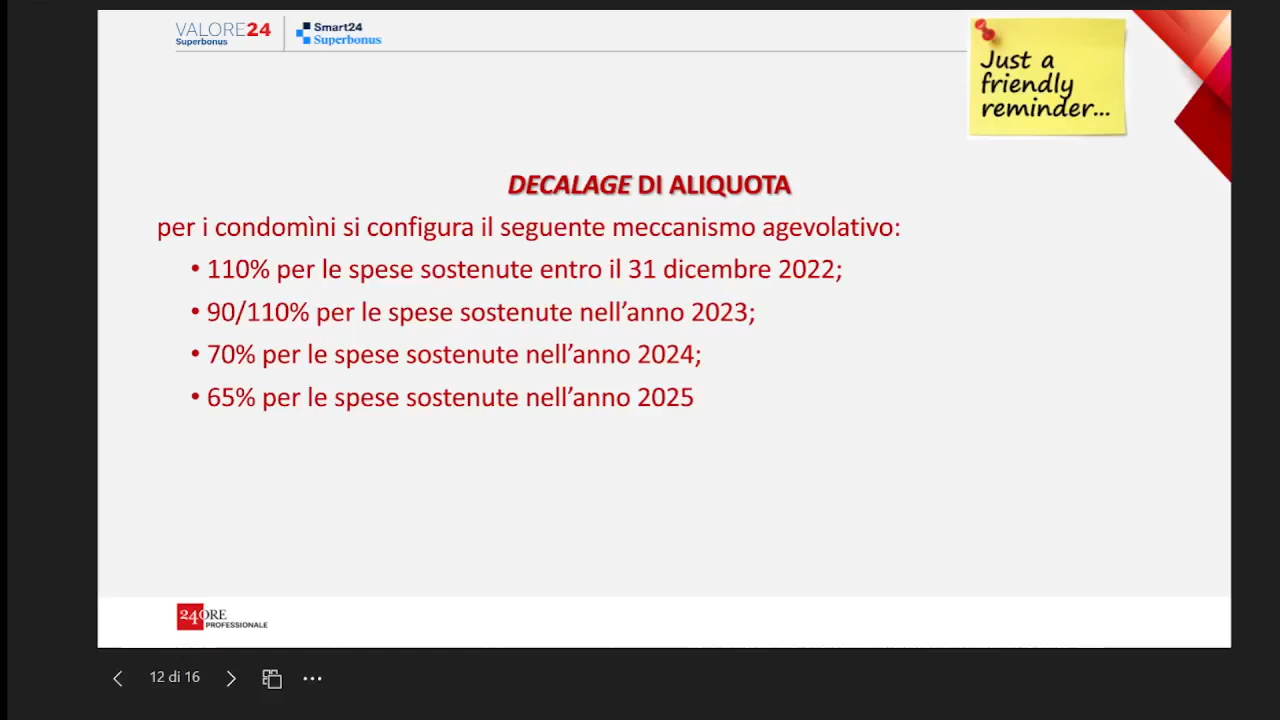 VALORE24
Superbonus
Smart24
Superbonus
Just a
friendly
reminder...
DECALAGE DI ALIQUOTA
per i condomìni si configura il seguente meccanismo agevolativo:
• 110% per le spese sostenute entro il 31 dicembre 2022;
• 90/110% per le spese sostenute nell’anno 2023;
• 70% per le spese sostenute nell’anno 2024;
• 65% per le spese sostenute nell’anno 2025
24ORE
PROFESSIONALE
12 di 16